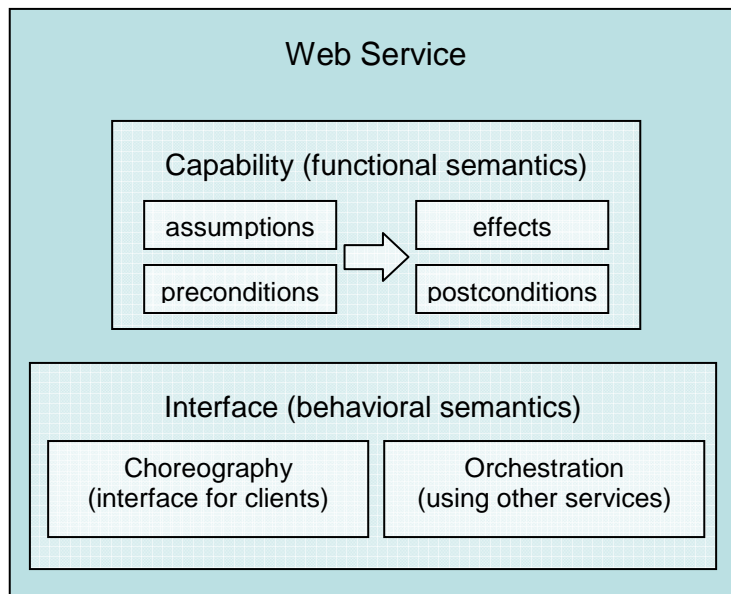 Web Service
Capability (functional semantics)
assumptions
effects
preconditions
postconditions
Interface (behavioral semantics)
Choreography
(interface for clients)
Orchestration
(using other services)